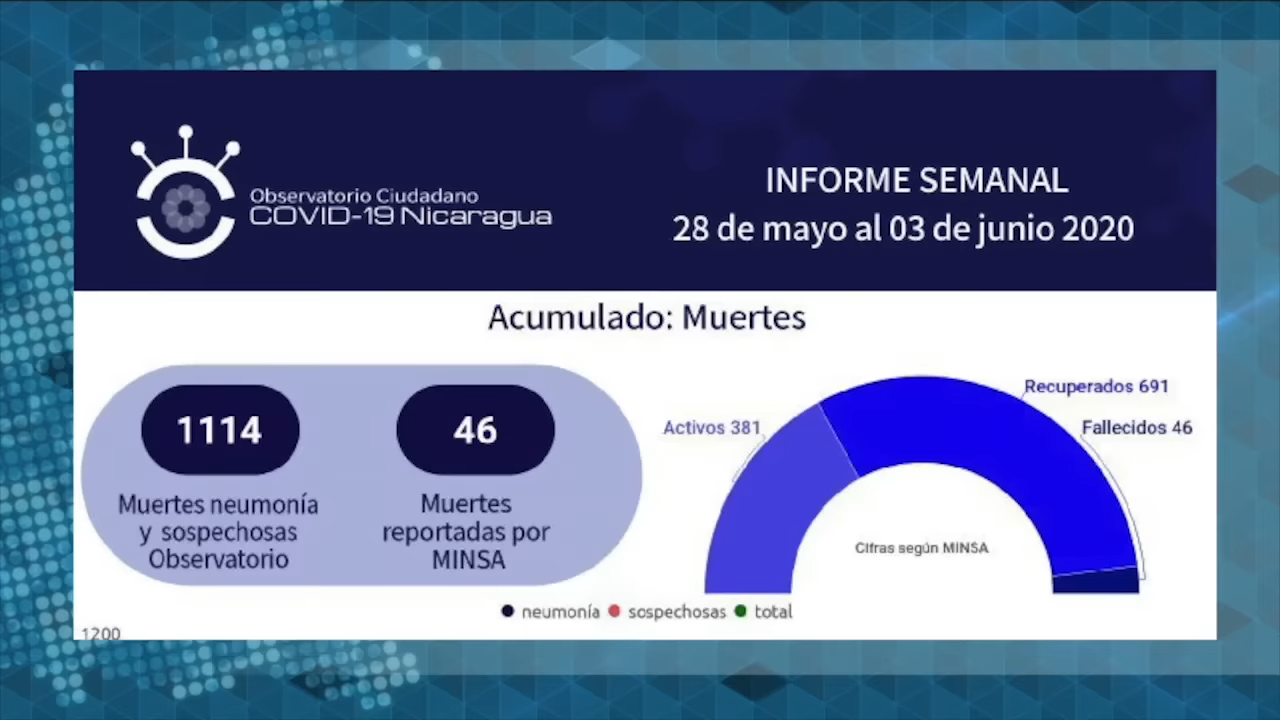 Observatorio Ciudadano
COVID-19 Nicaragua
INFORME SEMANAL
28 de mayo al 03 de junio 2020
Acumulado: Muertes
1114
Muertes neumonía
y sospechosas
Observatorio
46
Muertes
reportadas por
MINSA
Activos 381
Recuperados 691
Fallecidos 46
Cifras según MINSA
neumonía sospechosas total
1200